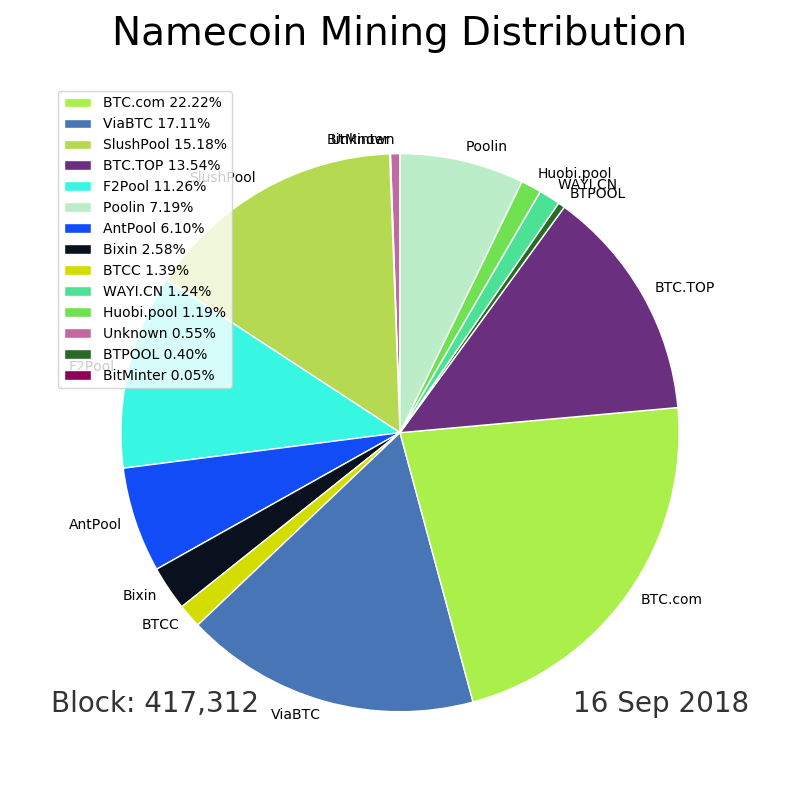 Namecoin Mining Distribution
BTC.com 22.22%
ViaBTC 17.11%
SlushPool 15.18%
BTC.TOP 13.54%
F2Pool 11.26%
Poolin 7.19%
AntPool 6.10%
Bixin 2.58%
BTCC 1.39%
WAYI.CN 1.24%
Huobi.pool 1.19%
Unknown 0.55%
BTPOOL 0.40%
BitMinter 0.05%
BitMinter
Unknown
Poolin
Huobi.pool
WAYI.CN
BTPOOL
SlushPool
BTC.TOP
F2Pool
AntPool
Bixin
BTC.com
BTCC
ViaBTC
Block: 417,312
16 Sep 2018